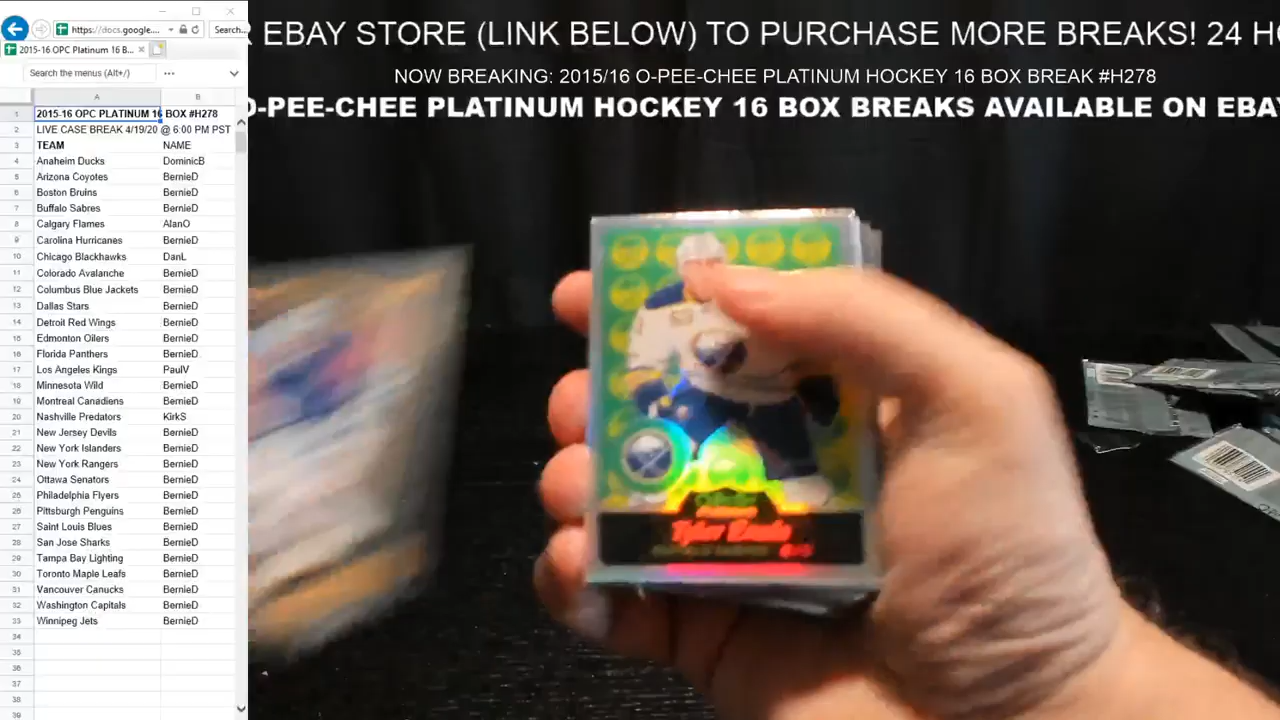 R EBAY STORE (LINK BELOW) TO PURCHASE MORE BREAKS! 24 HO
NOW BREAKING: 2015/16 O-PEE-CHEE PLATINUM HOCKEY 16 BOX BREAK #H278
O-PEE-CHEE PLATINUM HOCKEY 16 BOX BREAKS AVAILABLE ON EBAY
https://docs.google....
Search...
2015-16 OPC Platinum 16 B...
Search the menus (Alt+/)
A B
1 2015-16 OPC PLATINUM 16 BOX #H278
2 LIVE CASE BREAK 4/19/20 @ 6:00 PM PST
3 TEAM NAME
4 Anaheim Ducks DominicB
5 Arizona Coyotes BernieD
6 Boston Bruins BernieD
7 Buffalo Sabres BernieD
8 Calgary Flames AlanO
9 Carolina Hurricanes BernieD
10 Chicago Blackhawks DanL
11 Colorado Avalanche BernieD
12 Columbus Blue Jackets BernieD
13 Dallas Stars BernieD
14 Detroit Red Wings BernieD
15 Edmonton Oilers BernieD
16 Florida Panthers BernieD
17 Los Angeles Kings PaulV
18 Minnesota Wild BernieD
19 Montreal Canadiens BernieD
20 Nashville Predators KirkS
21 New Jersey Devils BernieD
22 New York Islanders BernieD
23 New York Rangers BernieD
24 Ottawa Senators BernieD
25 Philadelphia Flyers BernieD
26 Pittsburgh Penguins BernieD
27 Saint Louis Blues BernieD
28 San Jose Sharks BernieD
29 Tampa Bay Lighting BernieD
30 Toronto Maple Leafs BernieD
31 Vancouver Canucks BernieD
32 Washington Capitals BernieD
33 Winnipeg Jets BernieD
34
35
36
37
38
39
Tyler Ennis